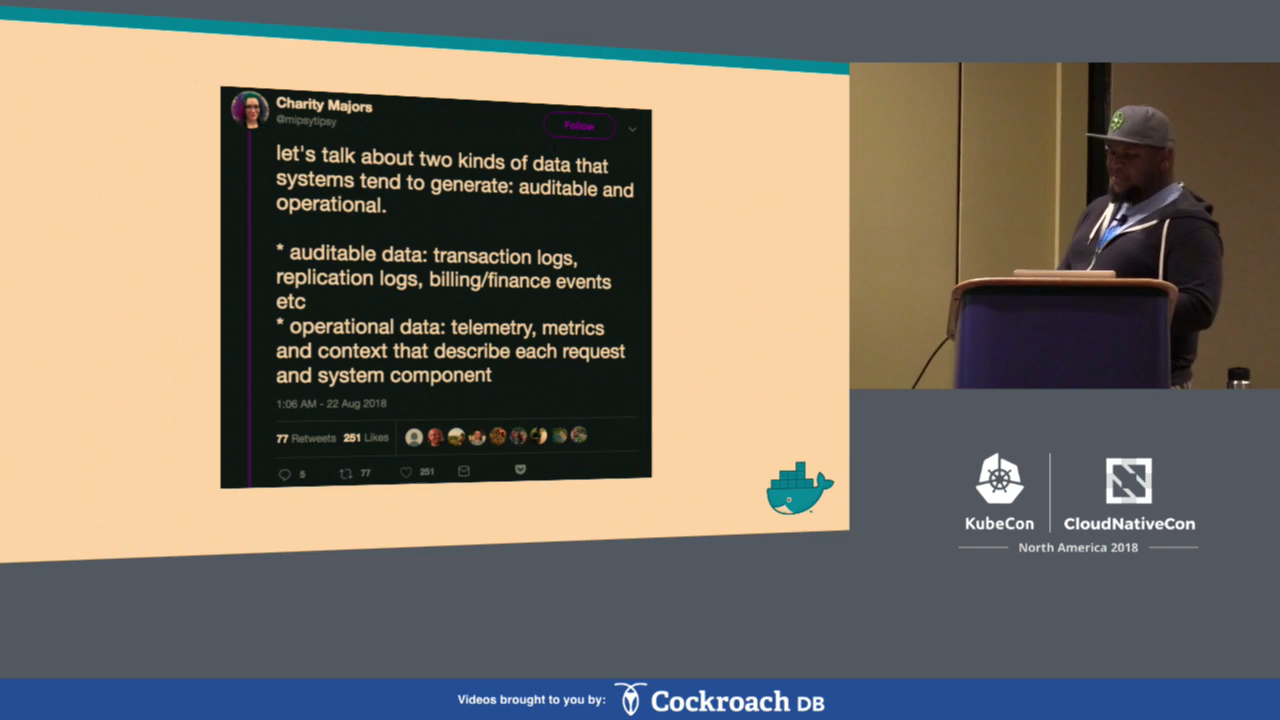 Charity Majors
@mipsytipsy
Follow
let's talk about two kinds of data that
systems tend to generate: auditable and
operational.
* auditable data: transaction logs,
replication logs, billing/finance events
etc
* operational data: telemetry, metrics
and context that describe each request
and system component
1:06 AM - 22 Aug 2018
77 Retweets 251 Likes
5 77 251
KubeCon CloudNativeCon
North America 2018
Videos brought to you by: Cockroach DB